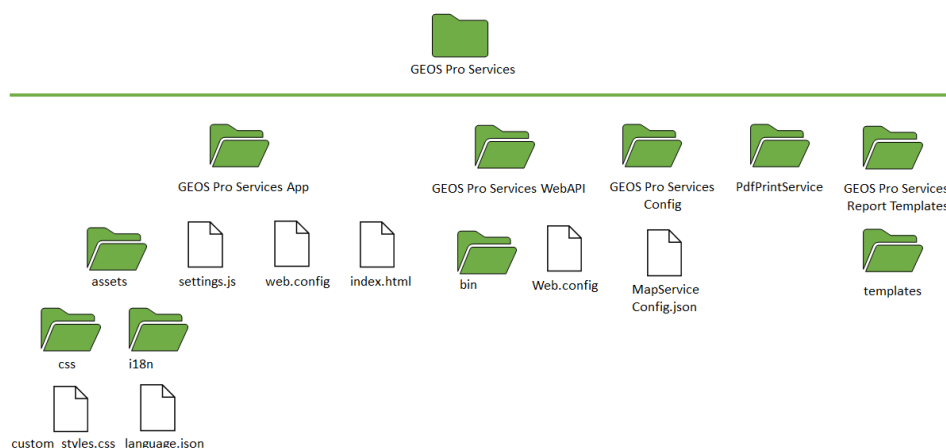 GEOS Pro Services
GEOS Pro Services App
GEOS Pro Services WebAPI
GEOS Pro Services
Config
PdfPrintService
GEOS Pro Services
Report Templates
assets
settings.js
web.config
index.html
bin
Web.config
MapService
Config.json
templates
css
i18n
custom_styles.css
language.json